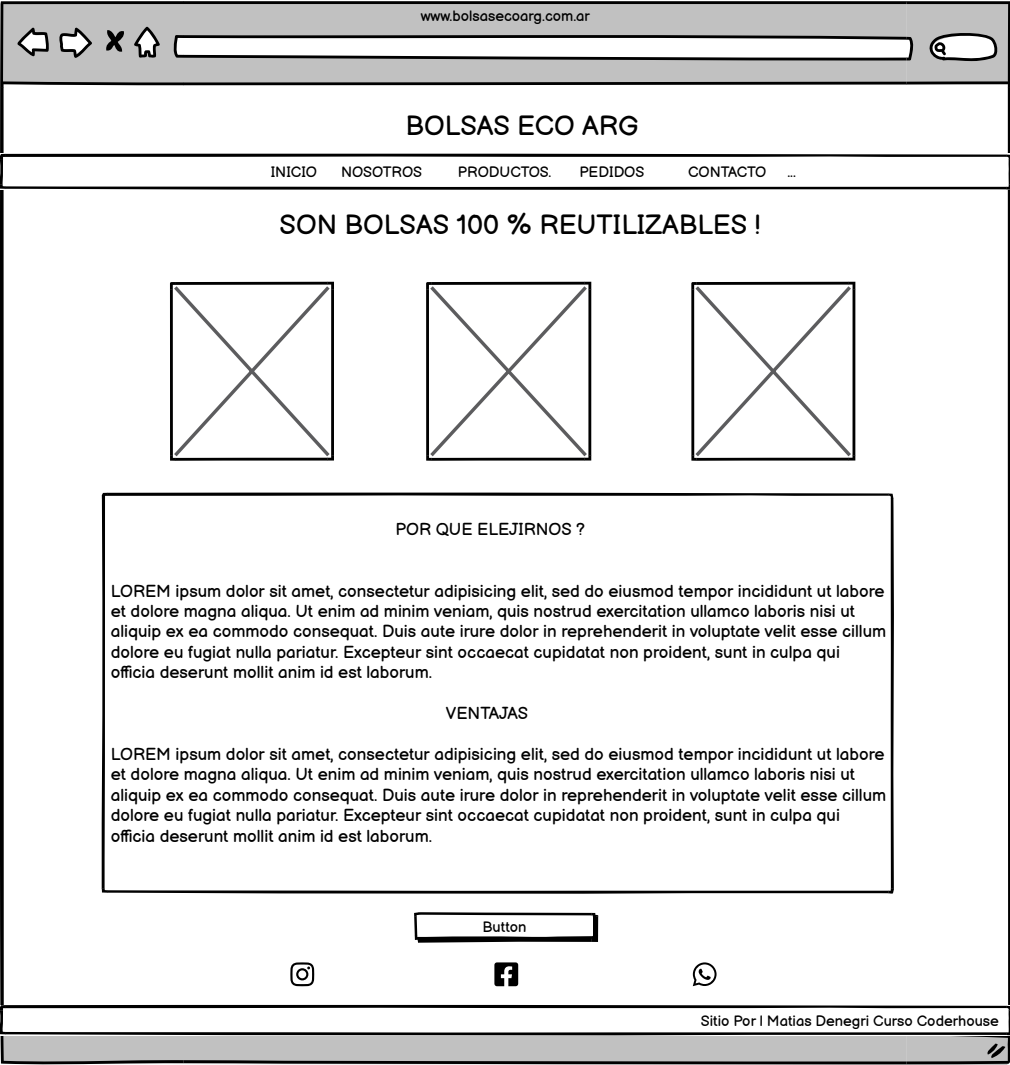 www.bolsasecoarg.com.ar
BOLSAS ECO ARG
INICIO NOSOTROS PRODUCTOS. PEDIDOS CONTACTO ...
SON BOLSAS 100 % REUTILIZABLES !
POR QUE ELEJIRNOS ?
LOREM ipsum dolor sit amet, consectetur adipisicing elit, sed do eiusmod tempor incididunt ut labore
et dolore magna aliqua. Ut enim ad minim veniam, quis nostrud exercitation ullamco laboris nisi ut
aliquip ex ea commodo consequat. Duis aute irure dolor in reprehenderit in voluptate velit esse cillum
dolore eu fugiat nulla pariatur. Excepteur sint occaecat cupidatat non proident, sunt in culpa qui
officia deserunt mollit anim id est laborum.
VENTAJAS
LOREM ipsum dolor sit amet, consectetur adipisicing elit, sed do eiusmod tempor incididunt ut labore
et dolore magna aliqua. Ut enim ad minim veniam, quis nostrud exercitation ullamco laboris nisi ut
aliquip ex ea commodo consequat. Duis aute irure dolor in reprehenderit in voluptate velit esse cillum
dolore eu fugiat nulla pariatur. Excepteur sint occaecat cupidatat non proident, sunt in culpa qui
officia deserunt mollit anim id est laborum.
Button
Sitio Por | Matias Denegri Curso Coderhouse